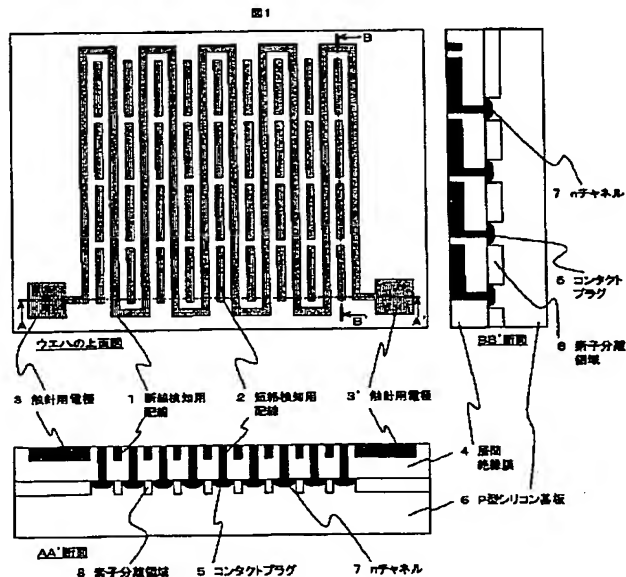 図1
B
7 nチャネル
5 コンタクト
プラグ
8 素子分離
領域
A
A'
B'
ウエハの上面図
BB'断面
3 触針用電極
1 断線検知用
配線
2 短絡検知用
配線
3' 触針用電極
4 層間
絶縁膜
6 P型シリコン基板
AA'断面
8 素子分離領域
5 コンタクトプラグ
7 nチャネル